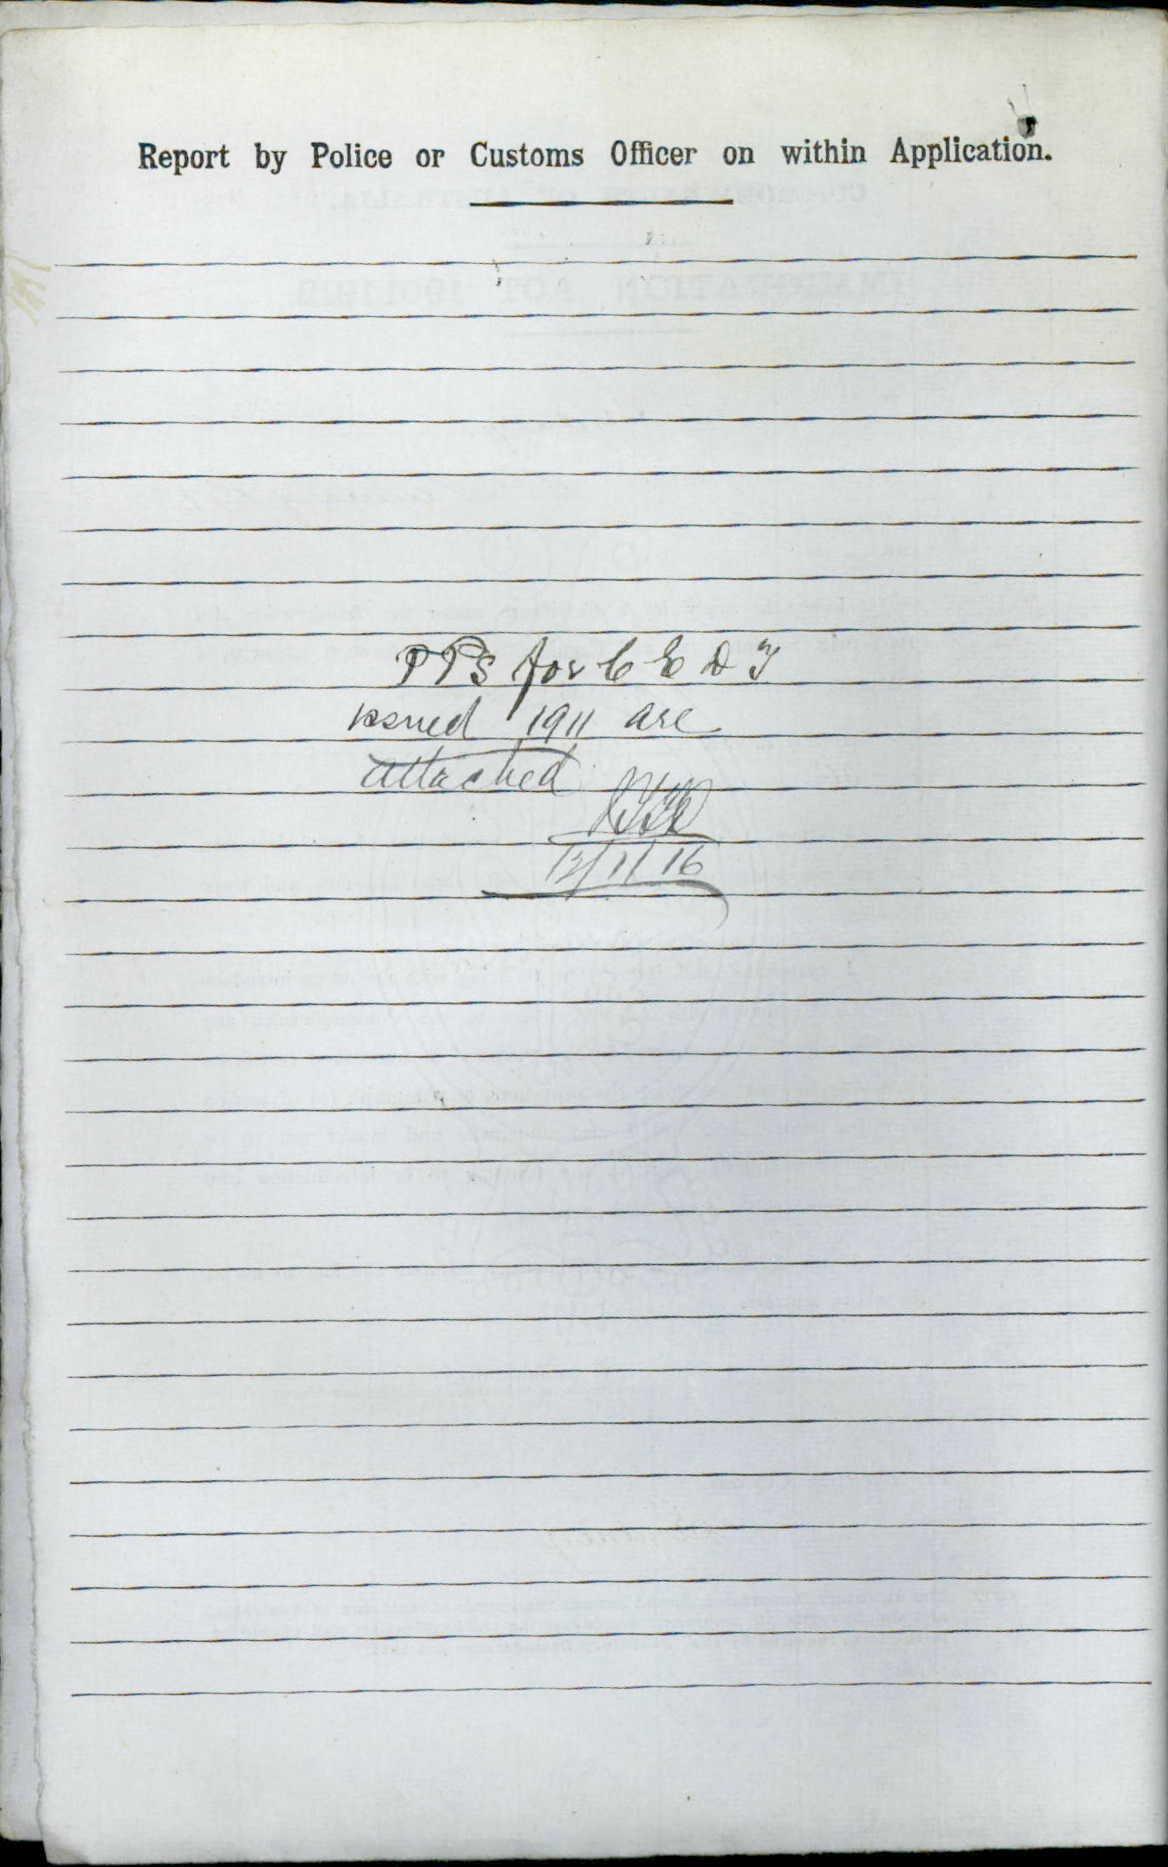 Report by Police or Customs Officer on within Application.
PPs for C E D T
issued 1911 are
attached
13/11/16